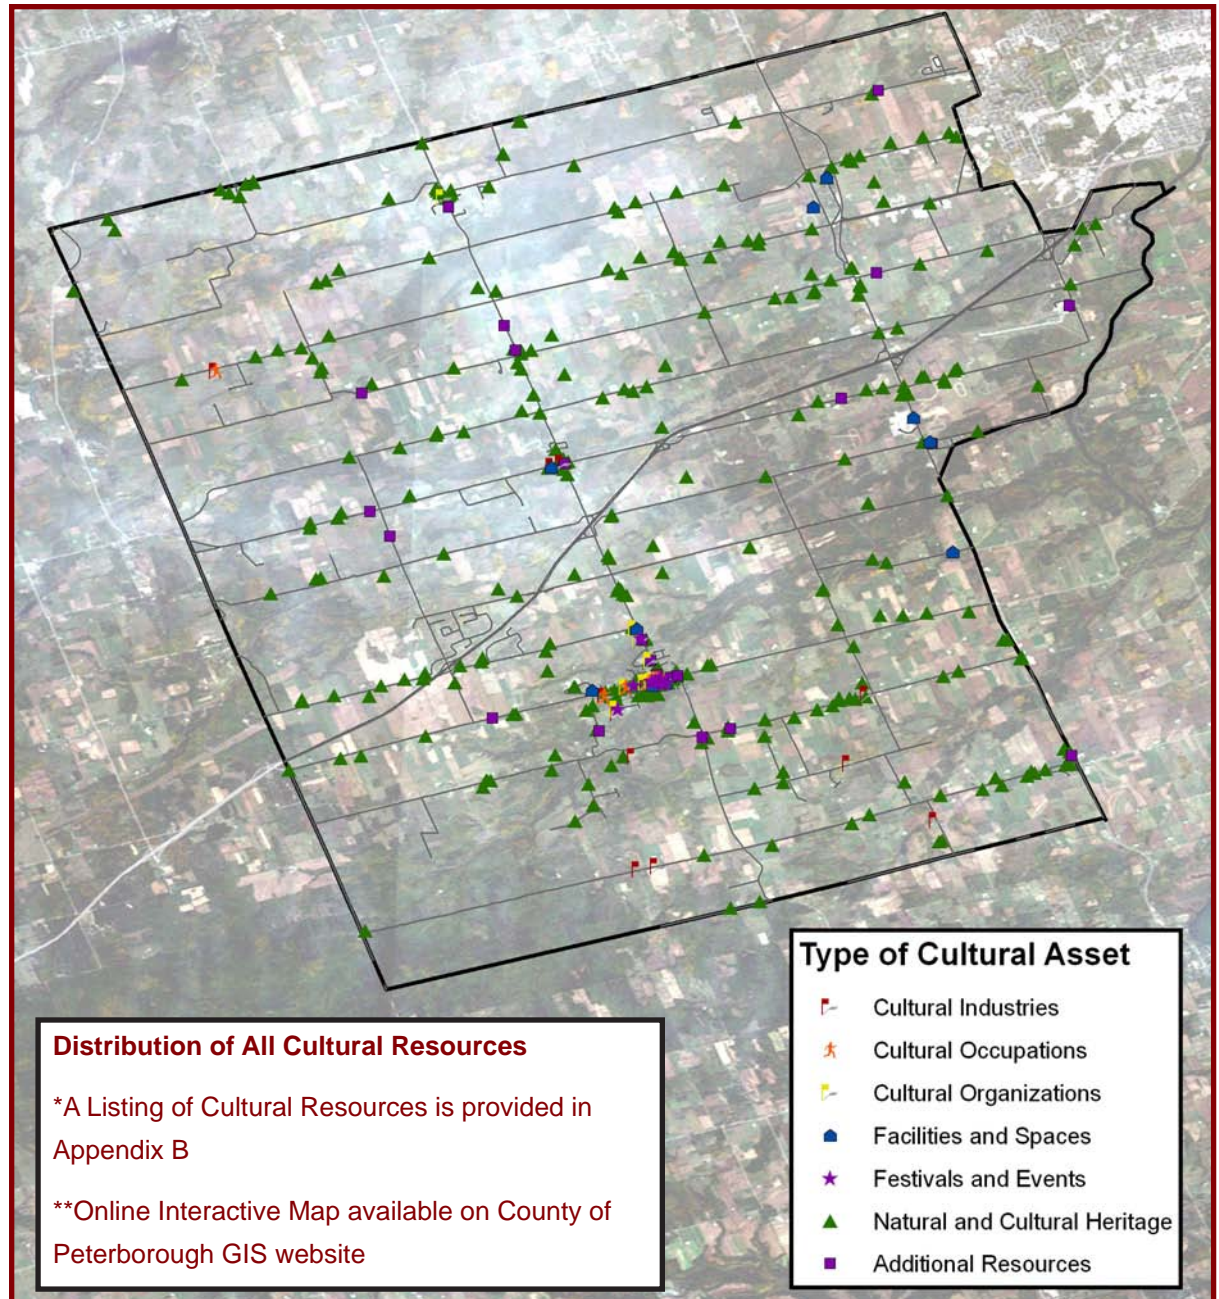 Type of Cultural Asset
Cultural Industries
Cultural Occupations
Cultural Organizations
Facilities and Spaces
Festivals and Events
Natural and Cultural Heritage
Additional Resources
Distribution of All Cultural Resources
*A Listing of Cultural Resources is provided in
Appendix B
**Online Interactive Map available on County of
Peterborough GIS website